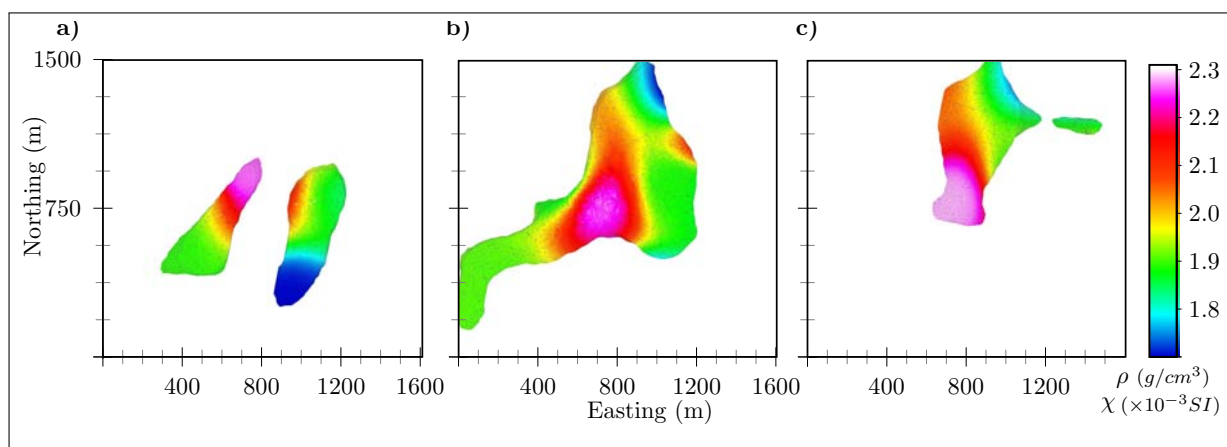 a)
b)
c)
1500
750
Northing (m)
400
800
1200
1600
400
800
1200
1600
400
800
1200
Easting (m)
2.3
2.2
2.1
2.0
1.9
1.8
ρ (g/cm³)
χ (×10⁻³SI)